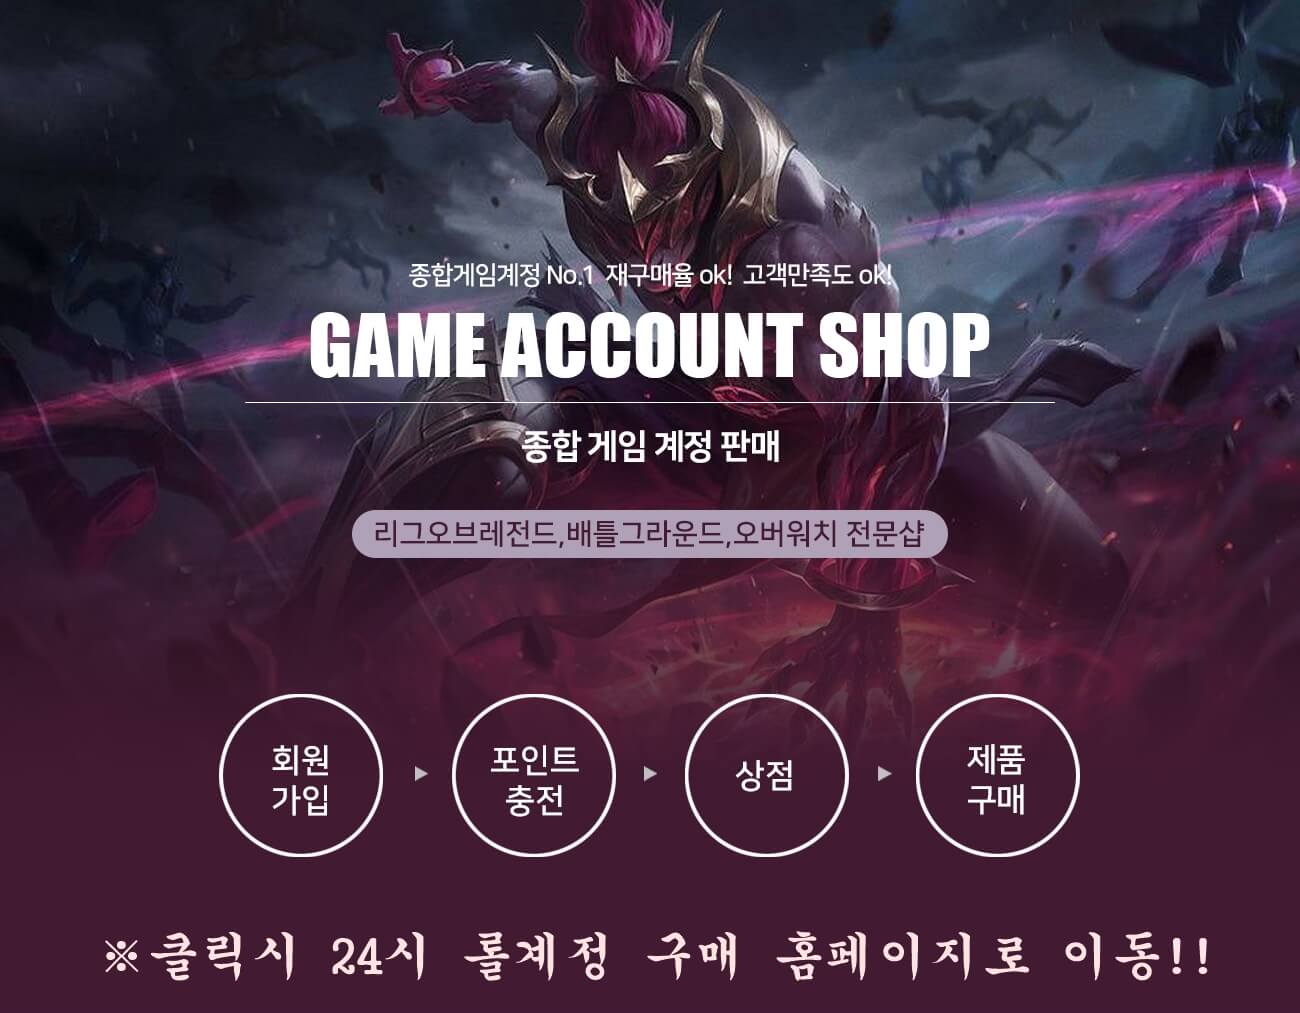 종합게임계정 No.1 재구매율 ok! 고객만족도 ok!
GAME ACCOUNT SHOP
종합 게임 계정 판매
리그오브레전드,배틀그라운드,오버워치 전문샵
회원
가입
포인트
충전
상점
제품
구매
※클릭시 24시 롤계정 구매 홈페이지로 이동!!